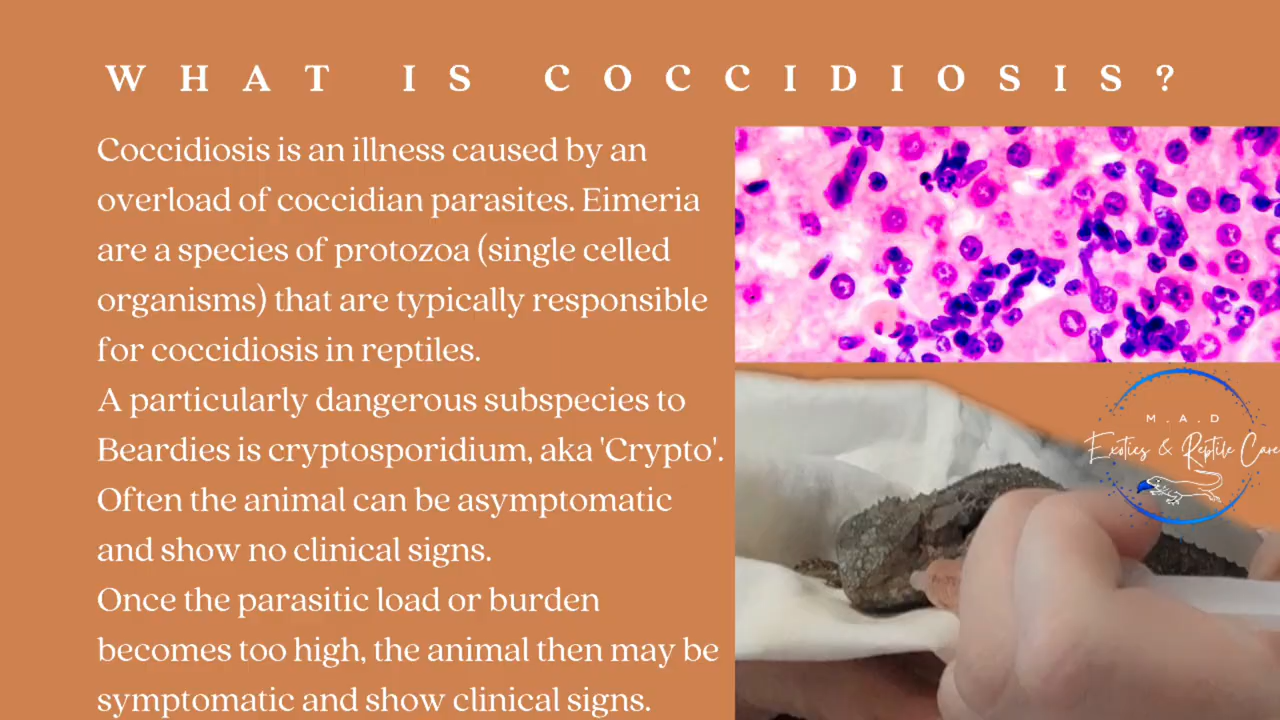 WHAT IS COCCIDIOSIS?
Coccidiosis is an illness caused by an
overload of coccidian parasites. Eimeria
are a species of protozoa (single celled
organisms) that are typically responsible
for coccidiosis in reptiles.
A particularly dangerous subspecies to
Beardies is cryptosporidium, aka 'Crypto'.
Often the animal can be asymptomatic
and show no clinical signs.
Once the parasitic load or burden
becomes too high, the animal then may be
symptomatic and show clinical signs.
M.A.D
Exotics & Reptile Care